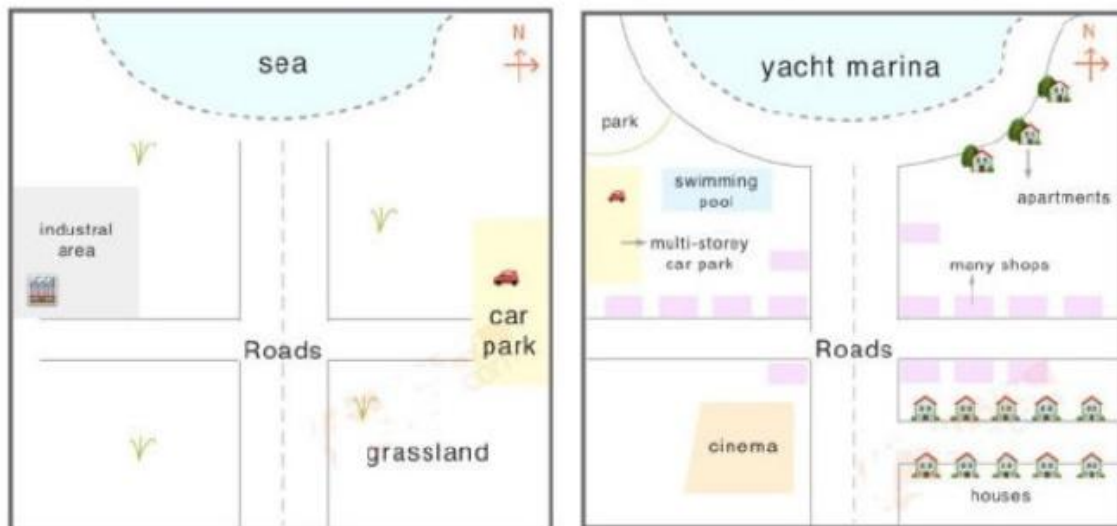 sea
N
industral
area
car
park
Roads
grassland
yacht marina
N
park
swimming
pool
apartments
multi-storey
car park
many shops
Roads
cinema
houses